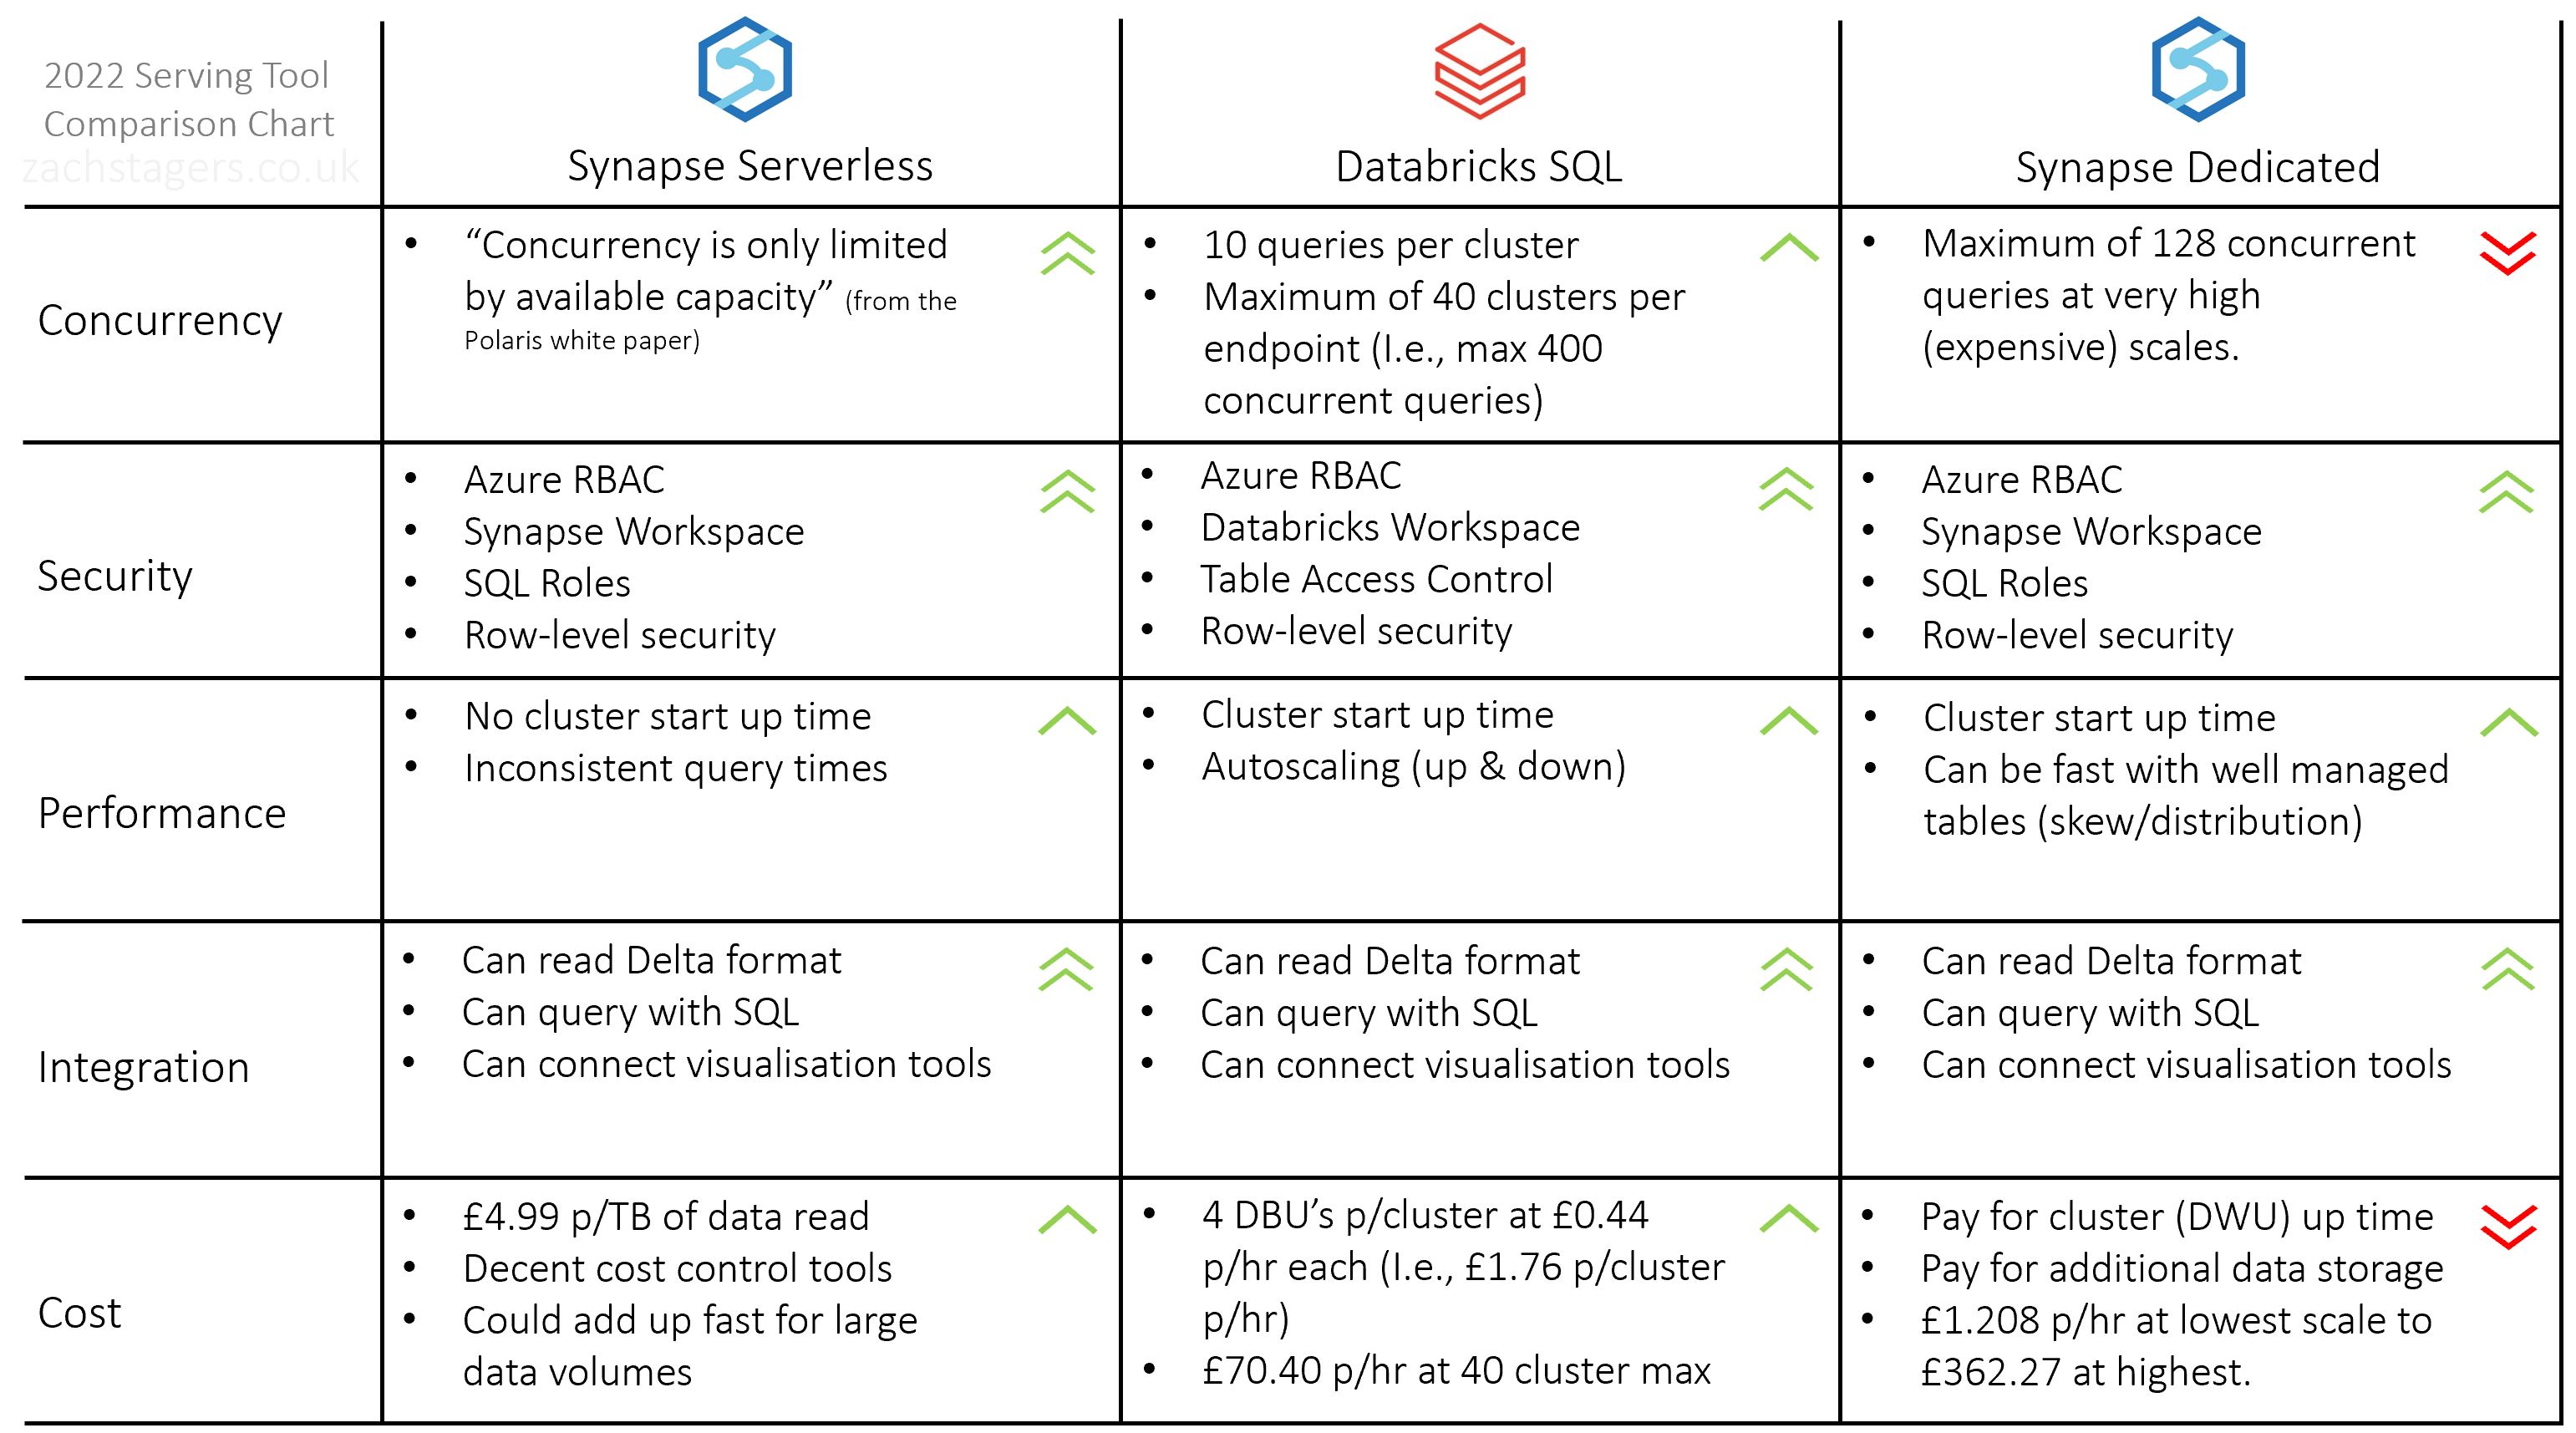 2022 Serving Tool
Comparison Chart
zachstagers.co.uk
Synapse Serverless
Databricks SQL
Synapse Dedicated
Concurrency
• “Concurrency is only limited
by available capacity” (from the
Polaris white paper)
• 10 queries per cluster
• Maximum of 40 clusters per
endpoint (I.e., max 400
concurrent queries)
• Maximum of 128 concurrent
queries at very high
(expensive) scales.
Security
• Azure RBAC
• Synapse Workspace
• SQL Roles
• Row-level security
• Azure RBAC
• Databricks Workspace
• Table Access Control
• Row-level security
• Azure RBAC
• Synapse Workspace
• SQL Roles
• Row-level security
Performance
• No cluster start up time
• Inconsistent query times
• Cluster start up time
• Autoscaling (up & down)
• Cluster start up time
• Can be fast with well managed
tables (skew/distribution)
Integration
• Can read Delta format
• Can query with SQL
• Can connect visualisation tools
• Can read Delta format
• Can query with SQL
• Can connect visualisation tools
• Can read Delta format
• Can query with SQL
• Can connect visualisation tools
Cost
• £4.99 p/TB of data read
• Decent cost control tools
• Could add up fast for large
data volumes
• 4 DBU’s p/cluster at £0.44
p/hr each (I.e., £1.76 p/cluster
p/hr)
• £70.40 p/hr at 40 cluster max
• Pay for cluster (DWU) up time
• Pay for additional data storage
• £1.208 p/hr at lowest scale to
£362.27 at highest.